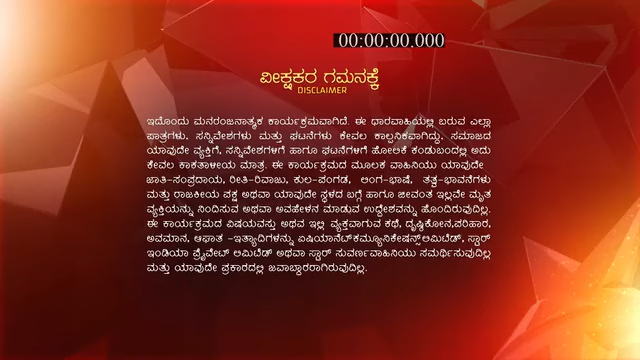 00:00:00.000
ವೀಕ್ಷಕರ ಗಮನಕ್ಕೆ
DISCLAIMER
ಇದೊಂದು ಮನರಂಜನಾತ್ಮಕ ಕಾರ್ಯಕ್ರಮವಾಗಿದೆ. ಈ ಧಾರವಾಹಿಯಲ್ಲಿ ಬರುವ ಎಲ್ಲಾ
ಪಾತ್ರಗಳು, ಸನ್ನಿವೇಶಗಳು ಮತ್ತು ಘಟನೆಗಳು ಕೇವಲ ಕಾಲ್ಪನಿಕವಾಗಿದ್ದು, ಸಮಾಜದ
ಯಾವುದೇ ವ್ಯಕ್ತಿಗೆ, ಸನ್ನಿವೇಶಗಳಿಗೆ ಹಾಗೂ ಘಟನೆಗಳಿಗೆ ಹೋಲಿಕೆ ಕಂಡುಬಂದಲ್ಲಿ ಅದು
ಕೇವಲ ಕಾಕತಾಳೀಯ ಮಾತ್ರ. ಈ ಕಾರ್ಯಕ್ರಮದ ಮೂಲಕ ವಾಹಿನಿಯು ಯಾವುದೇ
ಜಾತಿ-ಸಂಪ್ರದಾಯ, ರೀತಿ-ರಿವಾಜು, ಕುಲ-ಪಂಗಡ, ಲಿಂಗ-ಭಾಷೆ, ತತ್ವ-ಭಾವನೆಗಳು
ಮತ್ತು ರಾಜಕೀಯ ಪಕ್ಷ ಅಥವಾ ಯಾವುದೇ ಸ್ಥಳದ ಬಗ್ಗೆ ಹಾಗೂ ಜೀವಂತ ಇಲ್ಲವೇ ಮೃತ
ವ್ಯಕ್ತಿಯನ್ನು ನಿಂದಿಸುವ ಅಥವಾ ಅವಹೇಳನ ಮಾಡುವ ಉದ್ದೇಶವನ್ನು ಹೊಂದಿರುವುದಿಲ್ಲ.
ಈ ಕಾರ್ಯಕ್ರಮದ ವಿಷಯವಸ್ತು ಅಥವ ಇಲ್ಲಿ ವ್ಯಕ್ತವಾಗುವ ಕಥೆ, ದೃಷ್ಟಿಕೋನ,ಪರಿಹಾರ,
ಅವಮಾನ, ಆಘಾತ -ಇತ್ಯಾದಿಗಳನ್ನು ಏಷಿಯಾನೆಟ್‌ಕಮ್ಯೂನಿಕೇಷನ್ಸ್‌ಲಿಮಿಟೆಡ್, ಸ್ಟಾರ್
ಇಂಡಿಯಾ ಪ್ರೈವೇಟ್ ಲಿಮಿಟೆಡ್ ಅಥವಾ ಸ್ಟಾರ್ ಸುವರ್ಣವಾಹಿನಿಯು ಸಮರ್ಥಿಸುವುದಿಲ್ಲ
ಮತ್ತು ಯಾವುದೇ ಪ್ರಕಾರದಲ್ಲಿ ಜವಾಬ್ದಾರರಾಗಿರುವುದಿಲ್ಲ.